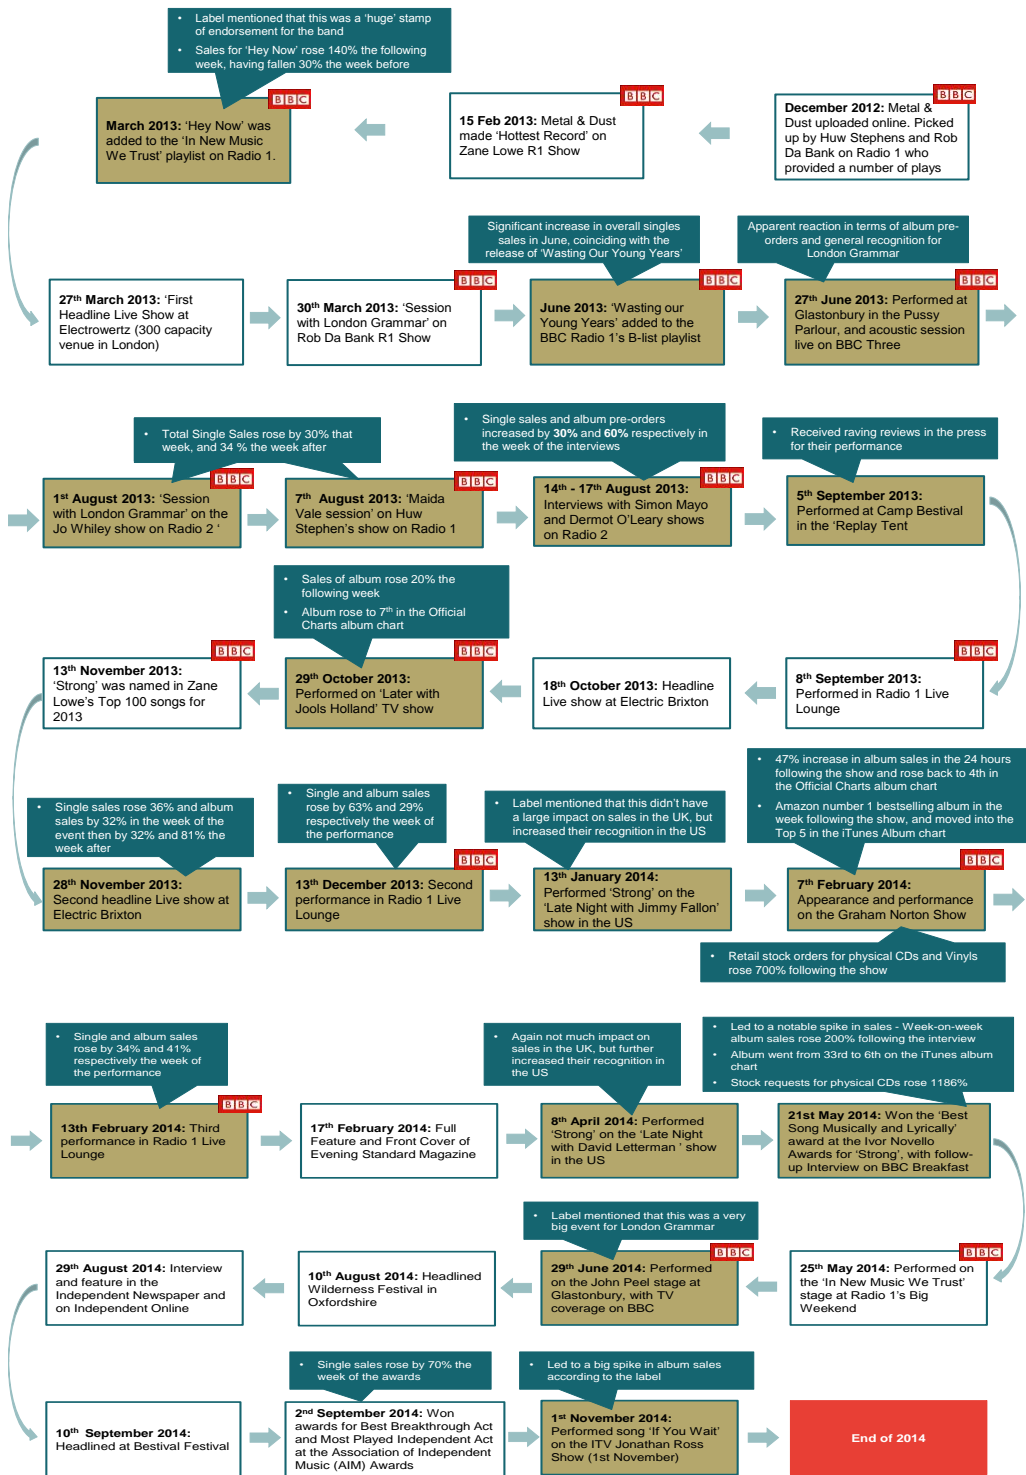 • Label mentioned that this was a 'huge' stamp
of endorsement for the band
• Sales for 'Hey Now' rose 140% the following
week, having fallen 30% the week before
BBC
March 2013: 'Hey Now' was
added to the 'In New Music
We Trust' playlist on Radio 1.
BBC
15 Feb 2013: Metal & Dust
made 'Hottest Record' on
Zane Lowe R1 Show
BBC
December 2012: Metal &
Dust uploaded online. Picked
up by Huw Stephens and Rob
Da Bank on Radio 1 who
provided a number of plays
27th March 2013: 'First
Headline Live Show at
Electrowertz (300 capacity
venue in London)
BBC
30th March 2013: 'Session
with London Grammar' on
Rob Da Bank R1 Show
Significant increase in overall singles
sales in June, coinciding with the
release of 'Wasting Our Young Years'
BBC
June 2013: 'Wasting our
Young Years' added to the
BBC Radio 1's B-list playlist
Apparent reaction in terms of album pre-
orders and general recognition for
London Grammar
BBC
27th June 2013: Performed at
Glastonbury in the Pussy
Parlour, and acoustic session
live on BBC Three
• Total Single Sales rose by 30% that
week, and 34 % the week after
BBC
1st August 2013: 'Session
with London Grammar' on the
Jo Whiley show on Radio 2 '
BBC
7th August 2013: 'Maida
Vale session' on Huw
Stephen's show on Radio 1
• Single sales and album pre-orders
increased by 30% and 60% respectively in
the week of the interviews
BBC
14th - 17th August 2013:
Interviews with Simon Mayo
and Dermot O'Leary shows
on Radio 2
• Received raving reviews in the press
for their performance
5th September 2013:
Performed at Camp Bestival
in the 'Replay Tent
BBC
13th November 2013:
'Strong' was named in Zane
Lowe's Top 100 songs for
2013
• Sales of album rose 20% the
following week
• Album rose to 7th in the Official
Charts album chart
BBC
29th October 2013:
Performed on 'Later with
Jools Holland' TV show
18th October 2013: Headline
Live show at Electric Brixton
BBC
8th September 2013:
Performed in Radio 1 Live
Lounge
• Single sales rose 36% and album
sales by 32% in the week of the
event then by 32% and 81% the
week after
28th November 2013:
Second headline Live show at
Electric Brixton
• Single and album sales
rose by 63% and 29%
respectively the week of
the performance
BBC
13th December 2013: Second
performance in Radio 1 Live
Lounge
• Label mentioned that this didn't have
a large impact on sales in the UK, but
increased their recognition in the US
13th January 2014:
Performed 'Strong' on the
'Late Night with Jimmy Fallon'
show in the US
• 47% increase in album sales in the 24 hours
following the show and rose back to 4th in
the Official Charts album chart
• Amazon number 1 bestselling album in the
week following the show, and moved into the
Top 5 in the iTunes Album chart
BBC
7th February 2014:
Appearance and performance
on the Graham Norton Show
• Retail stock orders for physical CDs and Vinyls
rose 700% following the show
• Single and album sales
rose by 34% and 41%
respectively the week of
the performance
BBC
13th February 2014: Third
performance in Radio 1 Live
Lounge
17th February 2014: Full
Feature and Front Cover of
Evening Standard Magazine
• Again not much impact on
sales in the UK, but further
increased their recognition in
the US
8th April 2014: Performed
'Strong' on the 'Late Night
with David Letterman ' show
in the US
• Led to a notable spike in sales - Week-on-week
album sales rose 200% following the interview
• Album went from 33rd to 6th on the iTunes album
chart
• Stock requests for physical CDs rose 1186%
21st May 2014: Won the 'Best
Song Musically and Lyrically'
award at the Ivor Novello
Awards for 'Strong', with follow-
up Interview on BBC Breakfast
29th August 2014: Interview
and feature in the
Independent Newspaper and
on Independent Online
10th August 2014: Headlined
Wilderness Festival in
Oxfordshire
• Label mentioned that this was a very
big event for London Grammar
BBC
29th June 2014: Performed
on the John Peel stage at
Glastonbury, with TV
coverage on BBC
BBC
25th May 2014: Performed on
the 'In New Music We Trust'
stage at Radio 1's Big
Weekend
10th September 2014:
Headlined at Bestival Festival
• Single sales rose by 70% the
week of the awards
2nd September 2014: Won
awards for Best Breakthrough Act
and Most Played Independent Act
at the Association of Independent
Music (AIM) Awards
• Led to a big spike in album sales
according to the label
1st November 2014:
Performed song 'If You Wait'
on the ITV Jonathan Ross
Show (1st November)
End of 2014